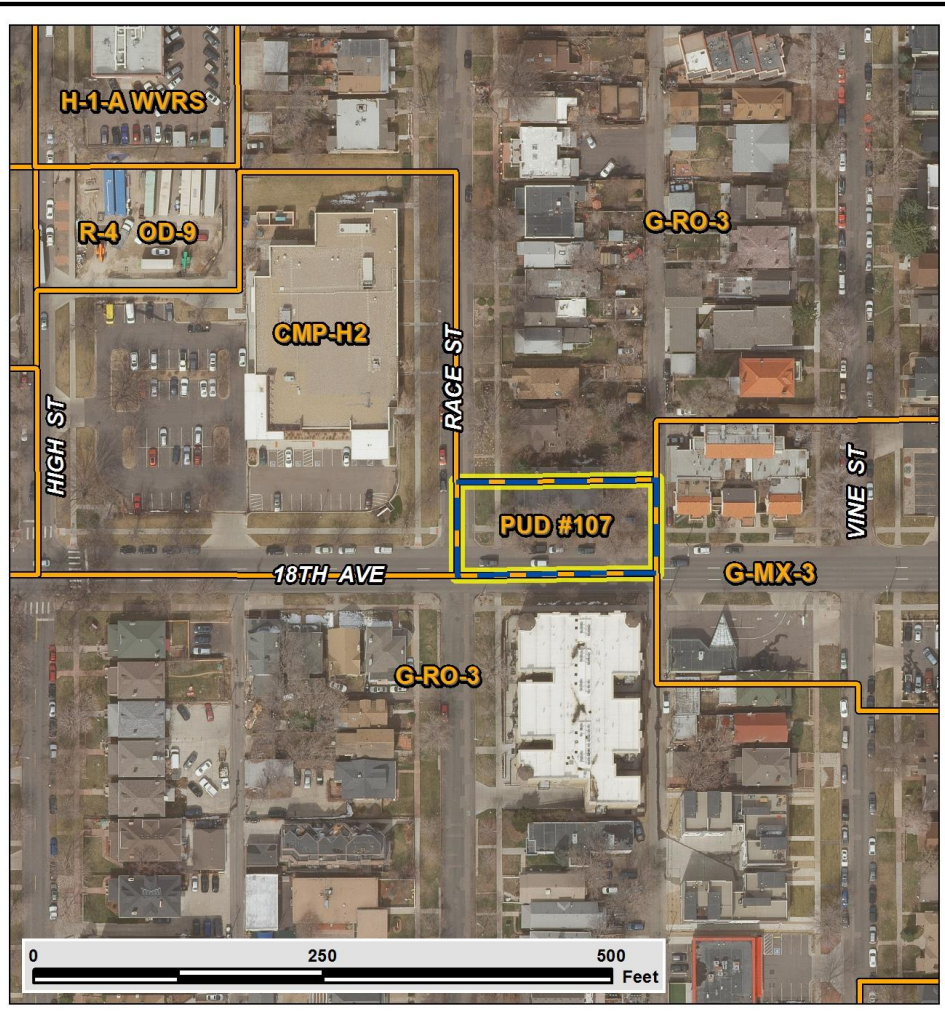 H-1-A WVRS
R-4 OD-9
G-RO-3
CMP-H2
RACE ST
HIGH ST
PUD #107
VINE ST
18TH AVE
G-MX-3
G-RO-3
0 250 500
Feet